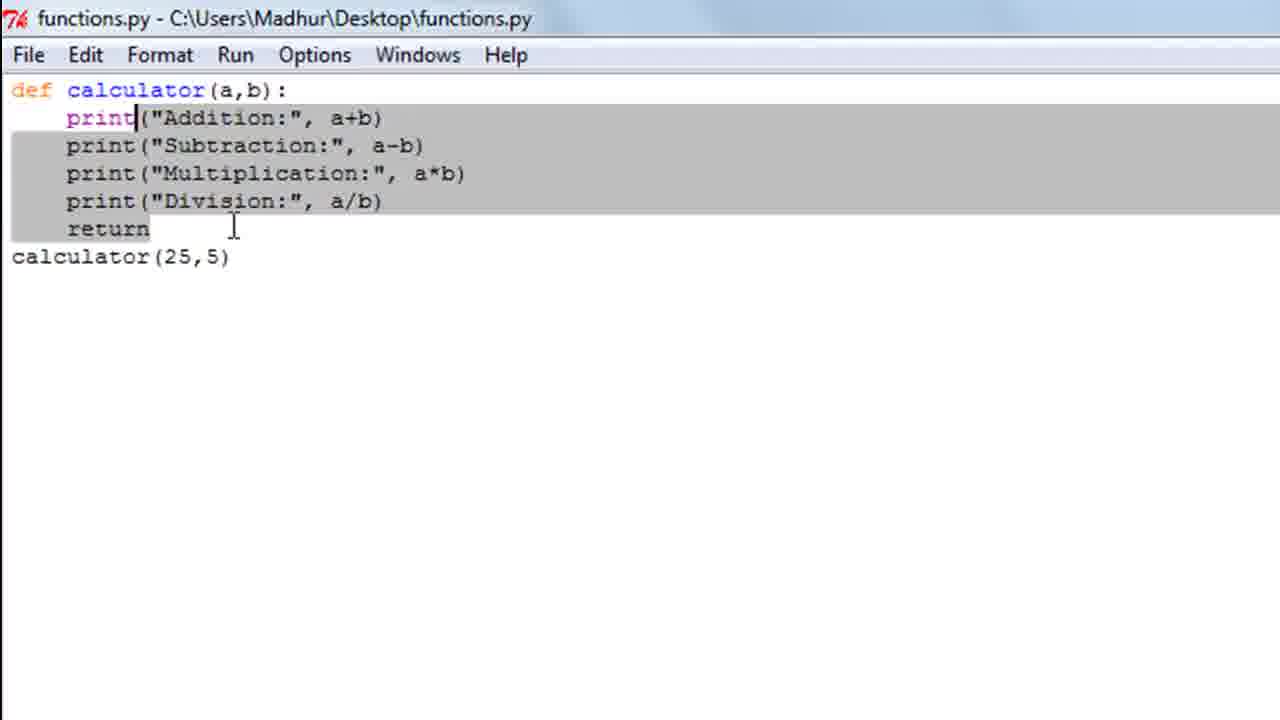 functions.py - C:\Users\Madhur\Desktop\functions.py
File Edit Format Run Options Windows Help
def calculator(a,b):
    print("Addition:", a+b)
    print("Subtraction:", a-b)
    print("Multiplication:", a*b)
    print("Division:", a/b)
    return
calculator(25,5)